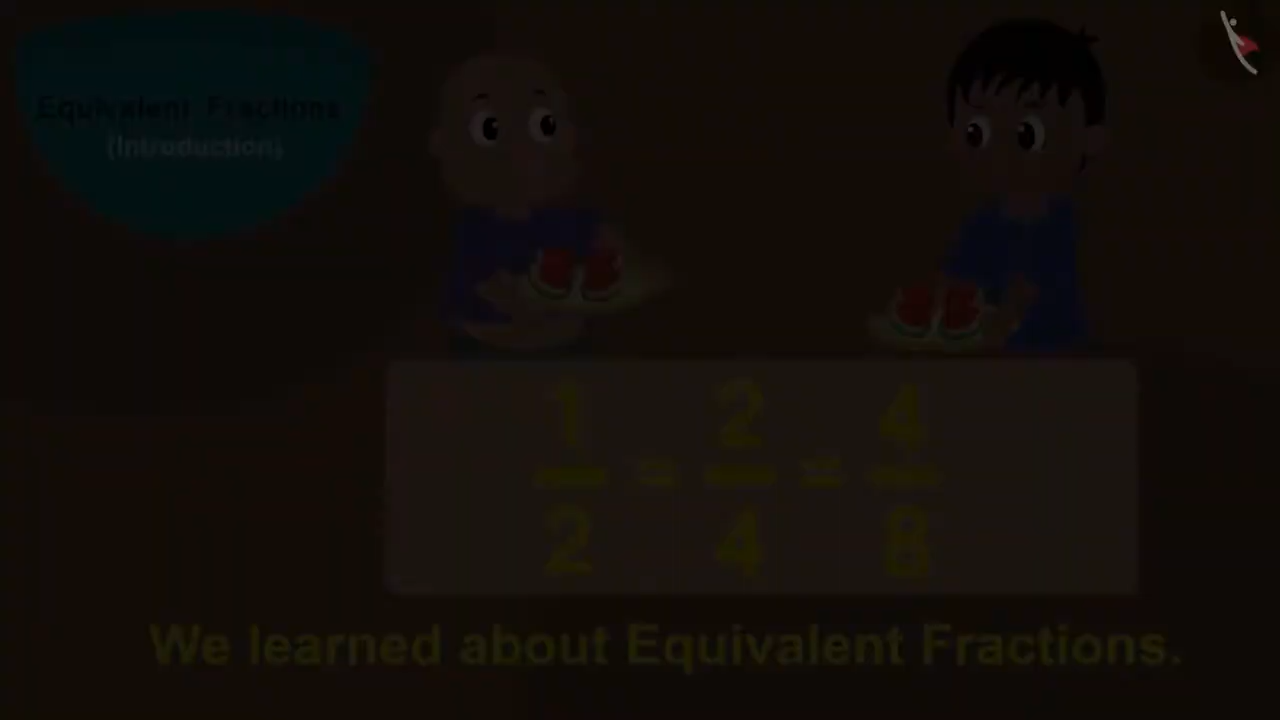 Equivalent Fractions
(Introduction)
1/2 = 2/4 = 4/8
We learned about Equivalent Fractions.